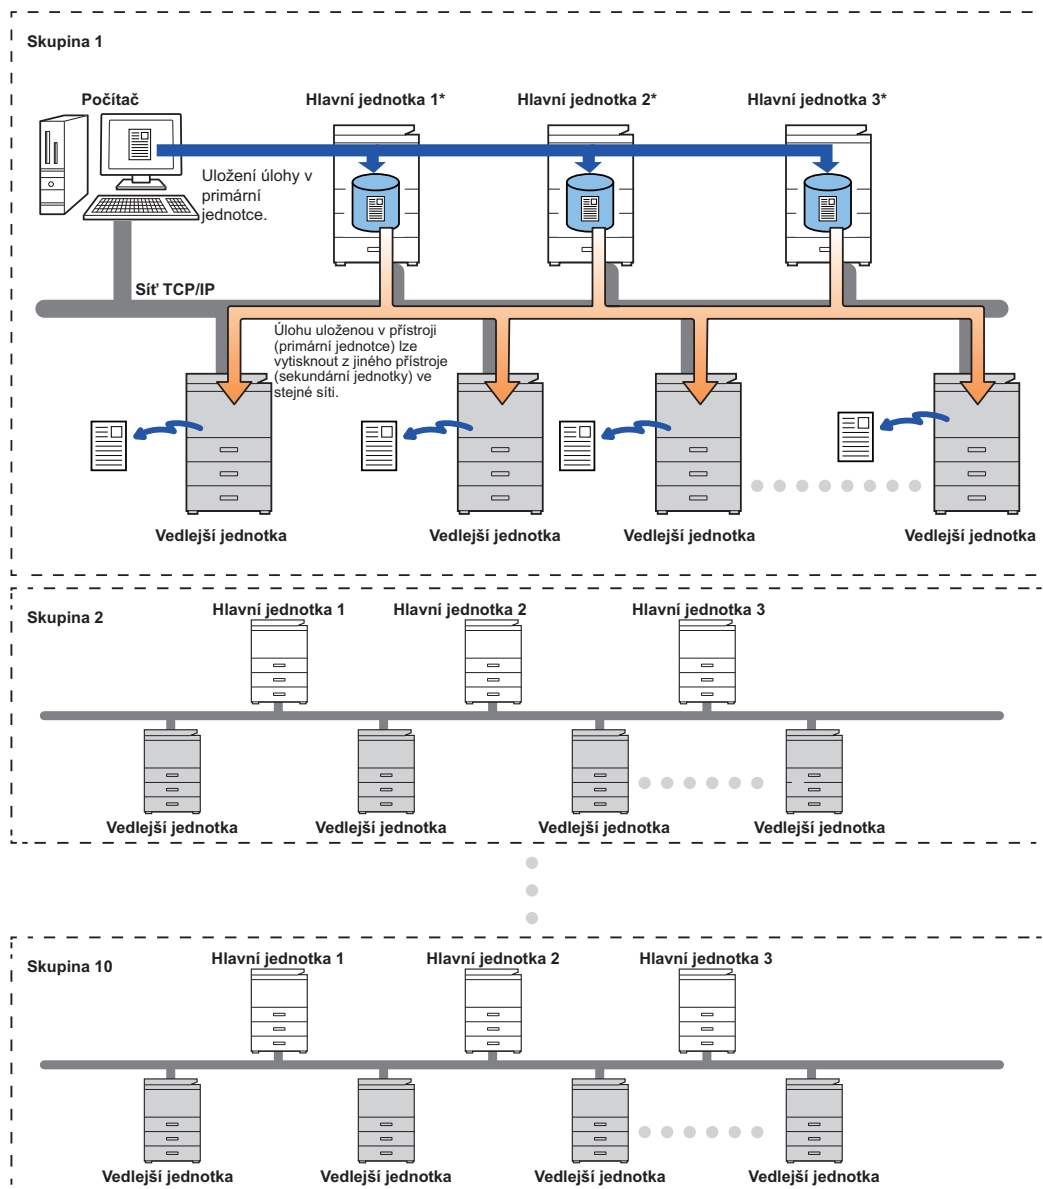 Skupina 1
Počítač
Hlavní jednotka 1*
Hlavní jednotka 2*
Hlavní jednotka 3*
Uložení úlohy v
primární
jednotce.
Síť TCP/IP
Úlohu uloženou v přístroji
(primární jednotce) lze
vytisknout z jiného přístroje
(sekundární jednotky) ve
stejné síti.
Vedlejší jednotka
Vedlejší jednotka
Vedlejší jednotka
Vedlejší jednotka
Skupina 2
Hlavní jednotka 1
Hlavní jednotka 2
Hlavní jednotka 3
Vedlejší jednotka
Vedlejší jednotka
Vedlejší jednotka
Vedlejší jednotka
Skupina 10
Hlavní jednotka 1
Hlavní jednotka 2
Hlavní jednotka 3
Vedlejší jednotka
Vedlejší jednotka
Vedlejší jednotka
Vedlejší jednotka